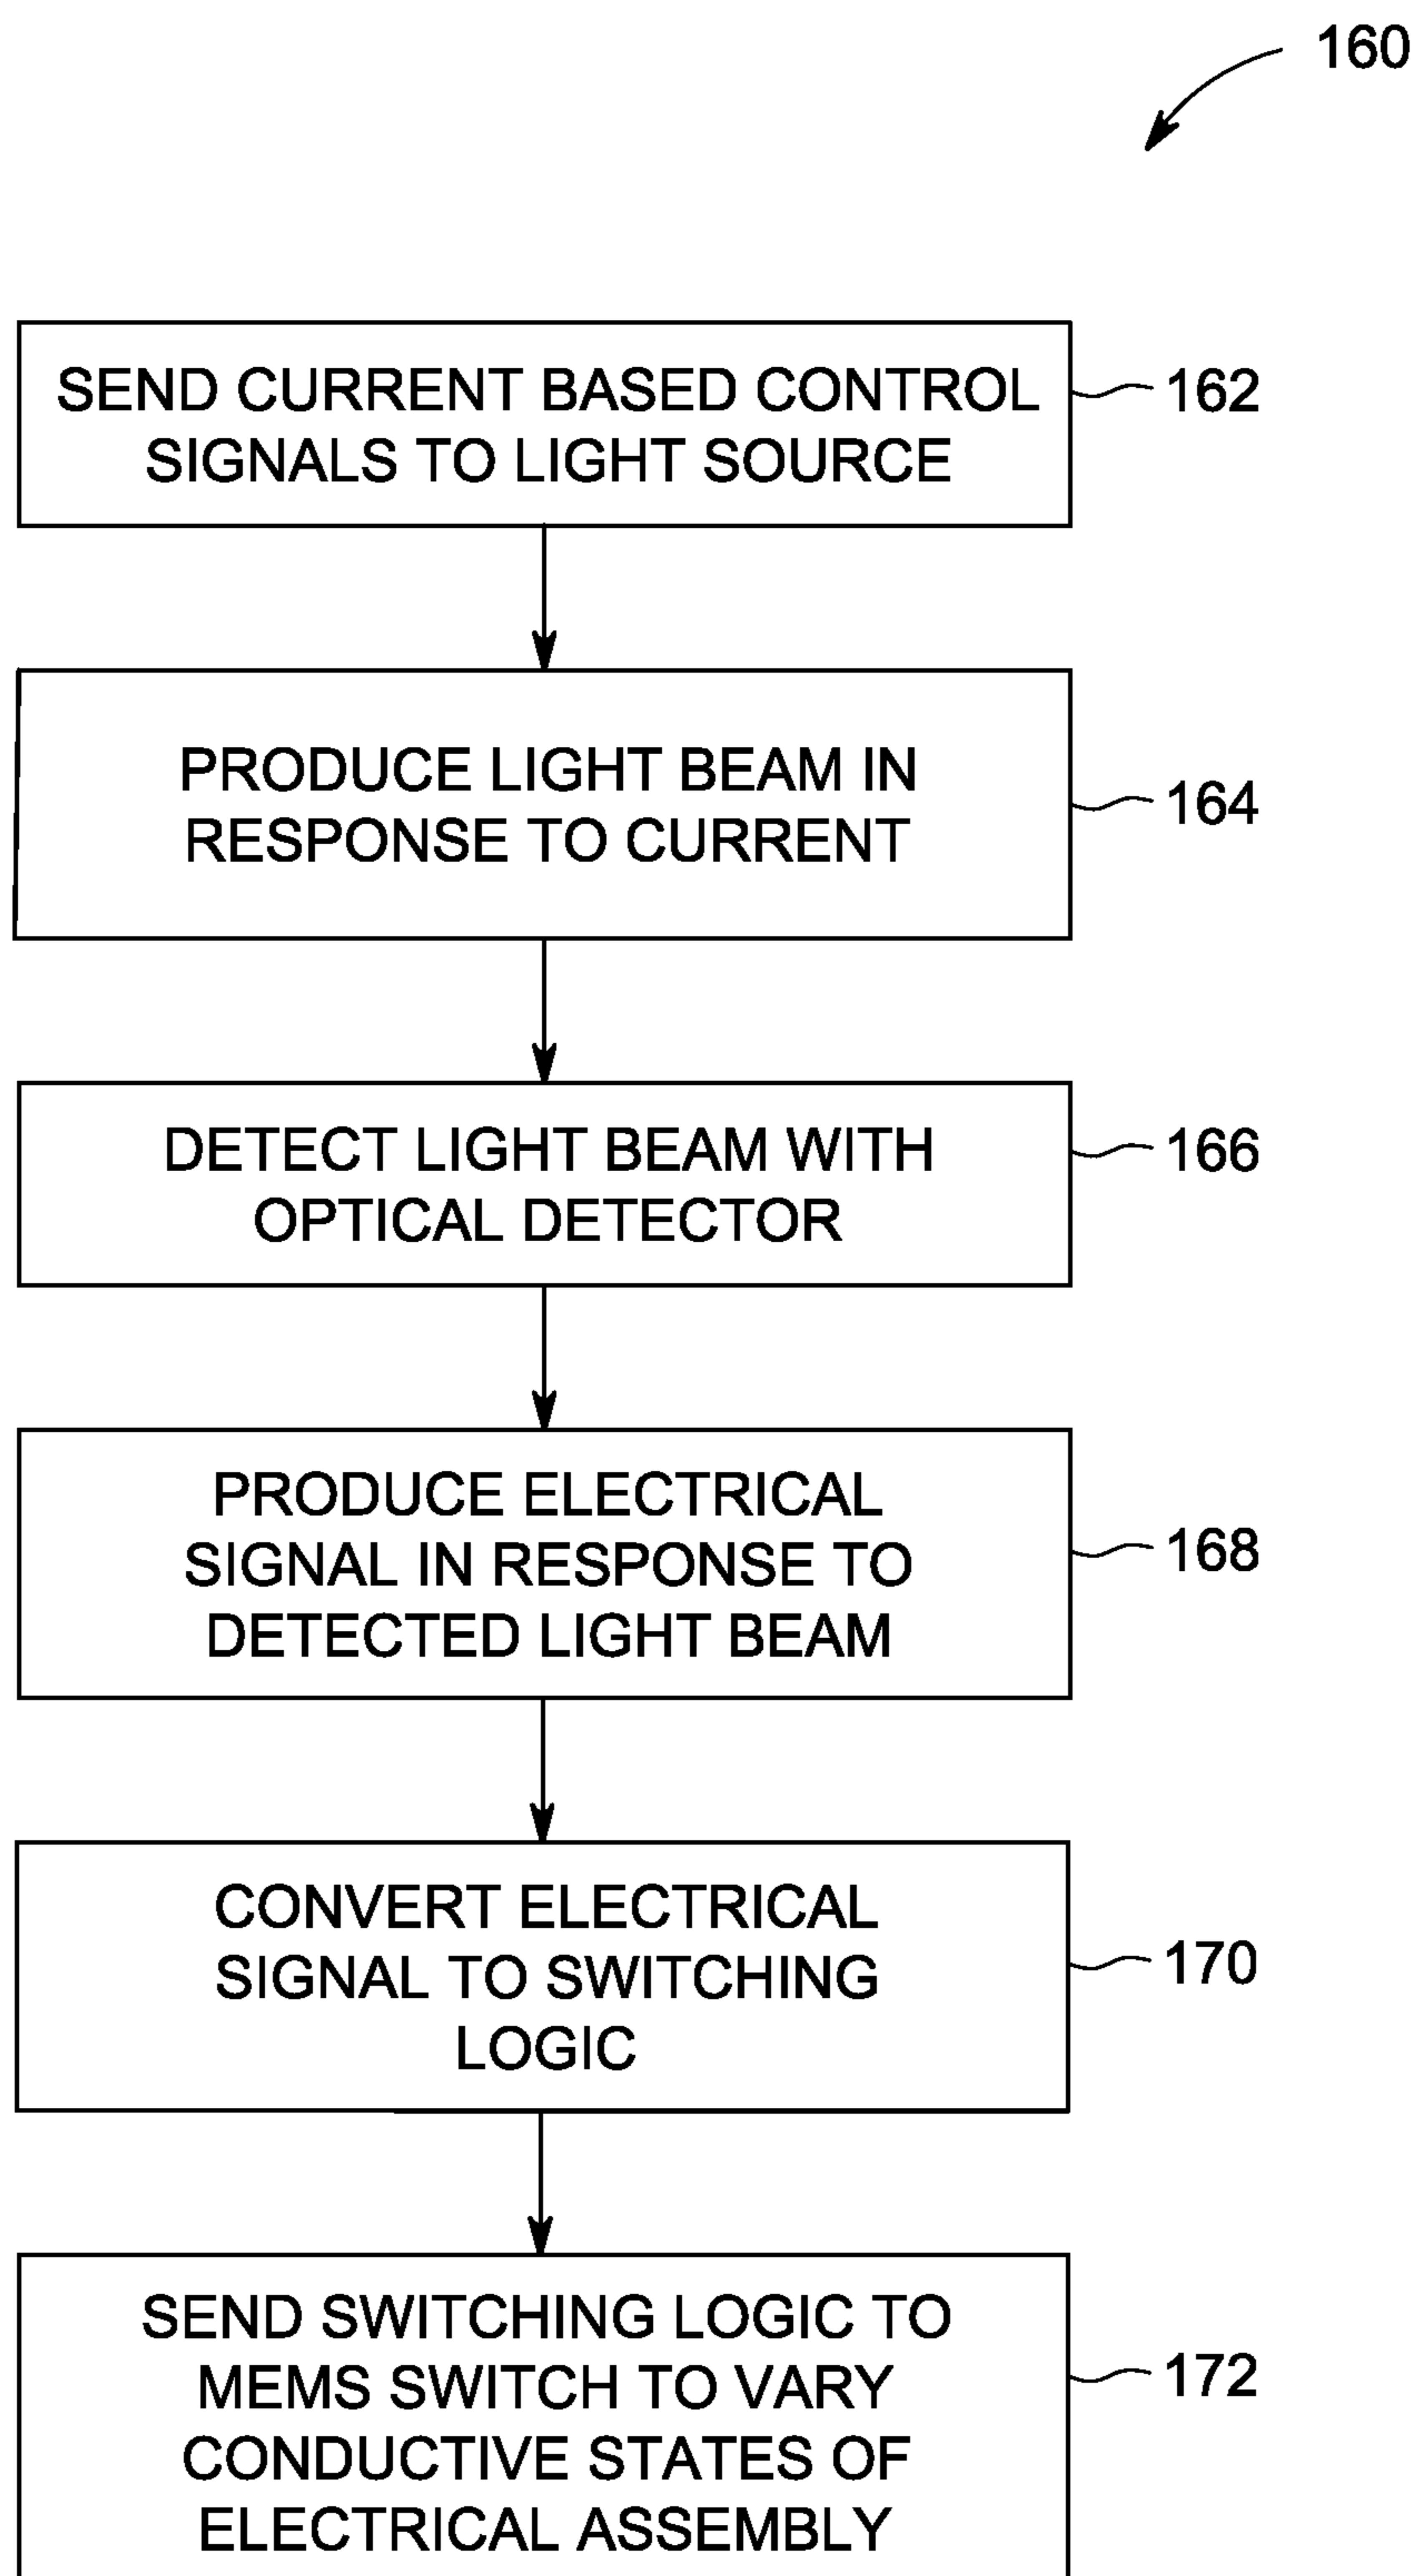 160
SEND CURRENT BASED CONTROL
SIGNALS TO LIGHT SOURCE
162
PRODUCE LIGHT BEAM IN
RESPONSE TO CURRENT
164
DETECT LIGHT BEAM WITH
OPTICAL DETECTOR
166
PRODUCE ELECTRICAL
SIGNAL IN RESPONSE TO
DETECTED LIGHT BEAM
168
CONVERT ELECTRICAL
SIGNAL TO SWITCHING
LOGIC
170
SEND SWITCHING LOGIC TO
MEMS SWITCH TO VARY
CONDUCTIVE STATES OF
ELECTRICAL ASSEMBLY
172